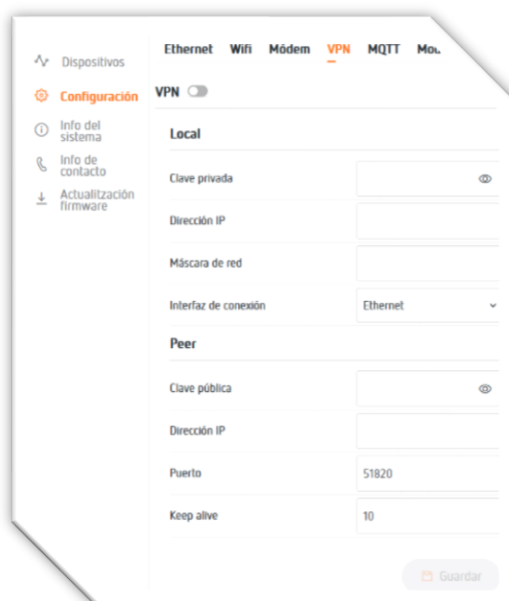 Ethernet Wifi Módem VPN MQTT
Dispositivos
Configuración
Info del
sistema
Info de
contacto
Actualitzación
firmware
VPN
Local
Clave privada
Dirección IP
Máscara de red
Interfaz de conexión Ethernet
Peer
Clave pública
Dirección IP
Puerto 51820
Keep alive 10
Guardar